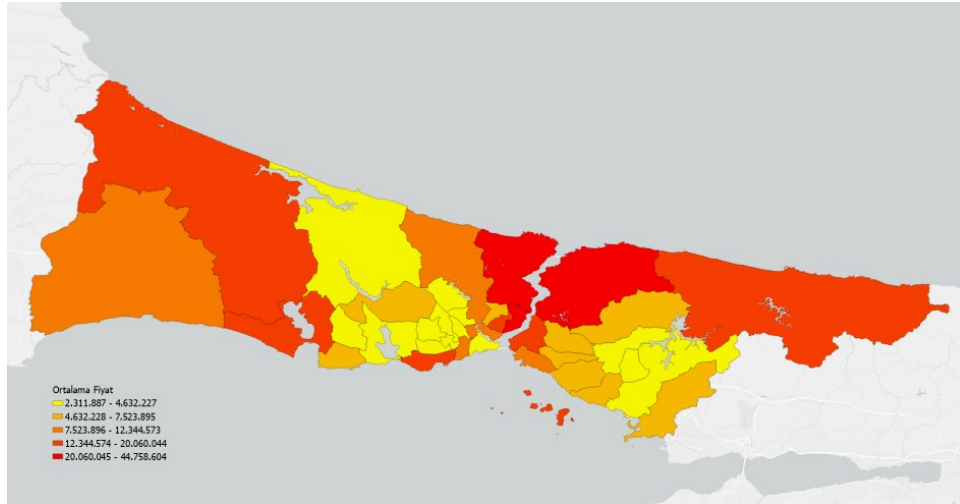 Ortalama Fiyat
2.311.887 - 4.632.227
4.632.228 - 7.523.895
7.523.896 - 12.344.573
12.344.574 - 20.060.044
20.060.045 - 44.758.604